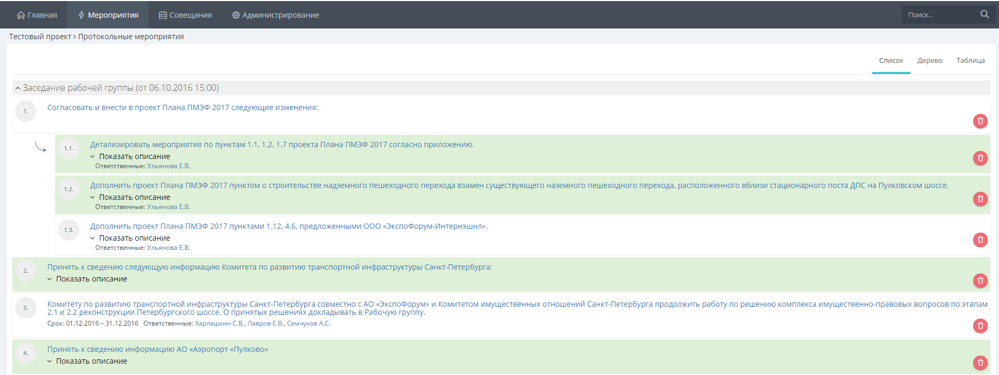 Главная Мероприятия Совещания Администрирование Поиск...
Тестовый проект › Протокольные мероприятия
Список Дерево Таблица
Заседание рабочей группы (от 06.10.2016 15:00)
1. Согласовать и внести в проект Плана ПМЭФ 2017 следующие изменения:
1.1. Детализировать мероприятия по пунктам 1.1, 1.2, 1.7 проекта Плана ПМЭФ 2017 согласно приложению.
Показать описание
Ответственные: Ульянова Е.В.
1.2. Дополнить проект Плана ПМЭФ 2017 пунктом о строительстве надземного пешеходного перехода взамен существующего наземного пешеходного перехода, расположенного вблизи стационарного поста ДПС на Пулковском шоссе.
Показать описание
Ответственные: Ульянова Е.В.
1.3. Дополнить проект Плана ПМЭФ 2017 пунктами 1.12, 4.6, предложенными ООО «ЭкспоФорум-Интернэшнл».
Показать описание
Ответственные: Ульянова Е.В.
2. Принять к сведению следующую информацию Комитета по развитию транспортной инфраструктуры Санкт-Петербурга:
Показать описание
3. Комитету по развитию транспортной инфраструктуры Санкт-Петербурга совместно с АО «ЭкспоФорум» и Комитетом имущественных отношений Санкт-Петербурга продолжить работу по решению комплекса имущественно-правовых вопросов по этапам
2.1 и 2.2 реконструкции Петербургского шоссе. О принятых решениях докладывать в Рабочую группу.
Срок: 01.12.2016 – 31.12.2016 Ответственные: Харлашкин С.В., Лавров Е.В., Семчуков А.С.
4. Принять к сведению информацию АО «Аэропорт «Пулково»
Показать описание